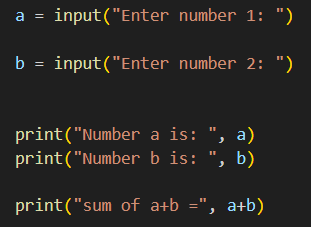 a = input("Enter number 1: ")
b = input("Enter number 2: ")
print("Number a is: ", a)
print("Number b is: ", b)
print("sum of a+b =", a+b)